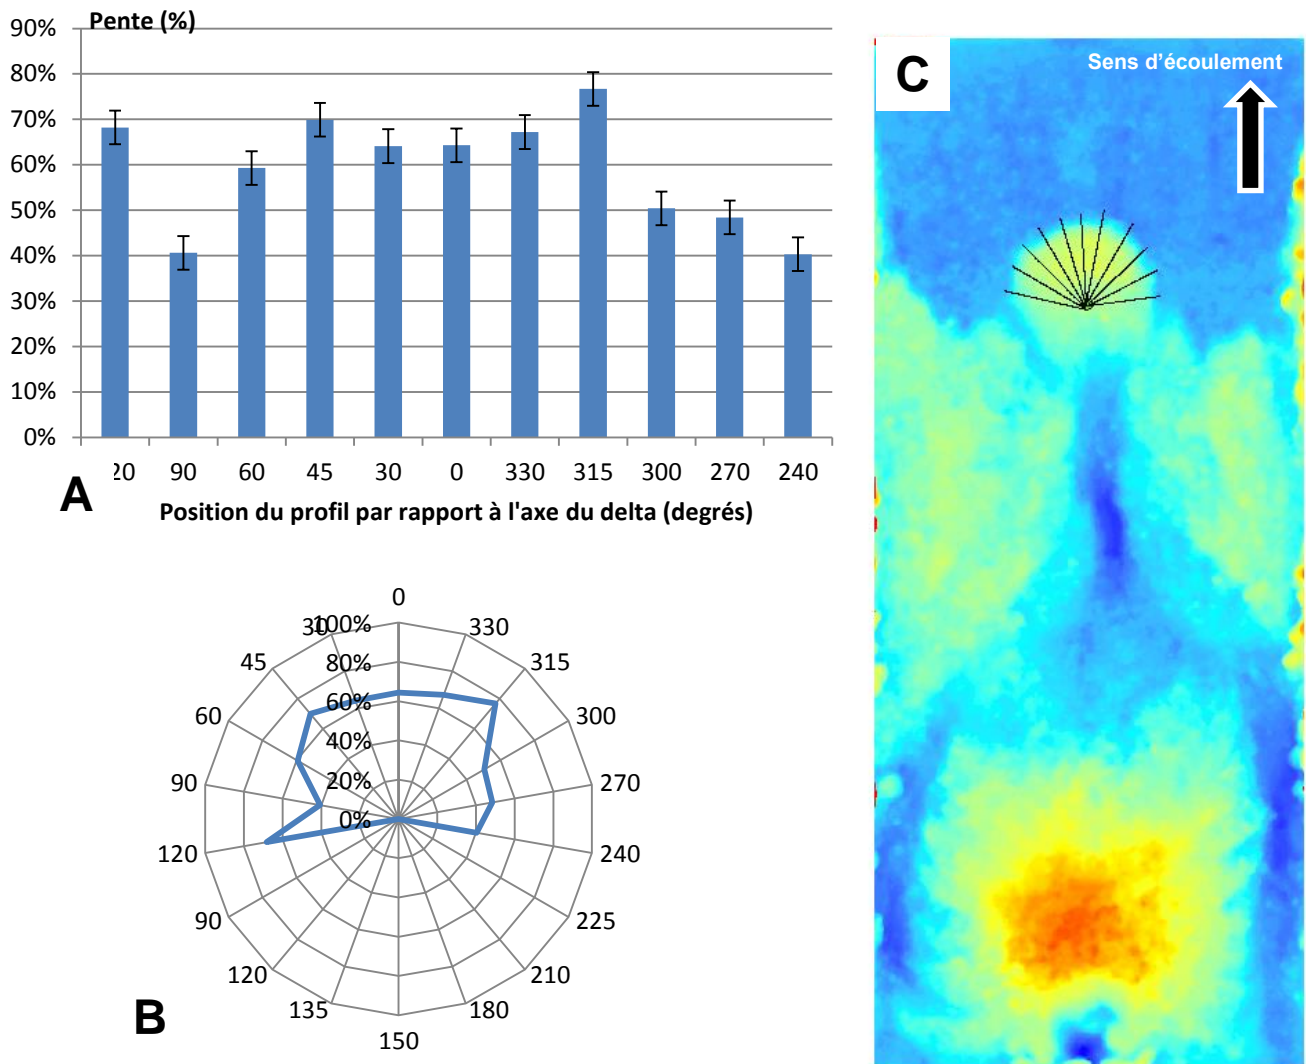 Pente (%)
90%
80%
70%
60%
50%
40%
30%
20%
10%
0%
20 90 60 45 30 0 330 315 300 270 240
A
Position du profil par rapport à l'axe du delta (degrés)
0
30 100% 330
45 80% 315
60 60% 300
40%
90 20% 270
0%
120 240
90 225
120 210
135 180
150
B
C
Sens d'écoulement